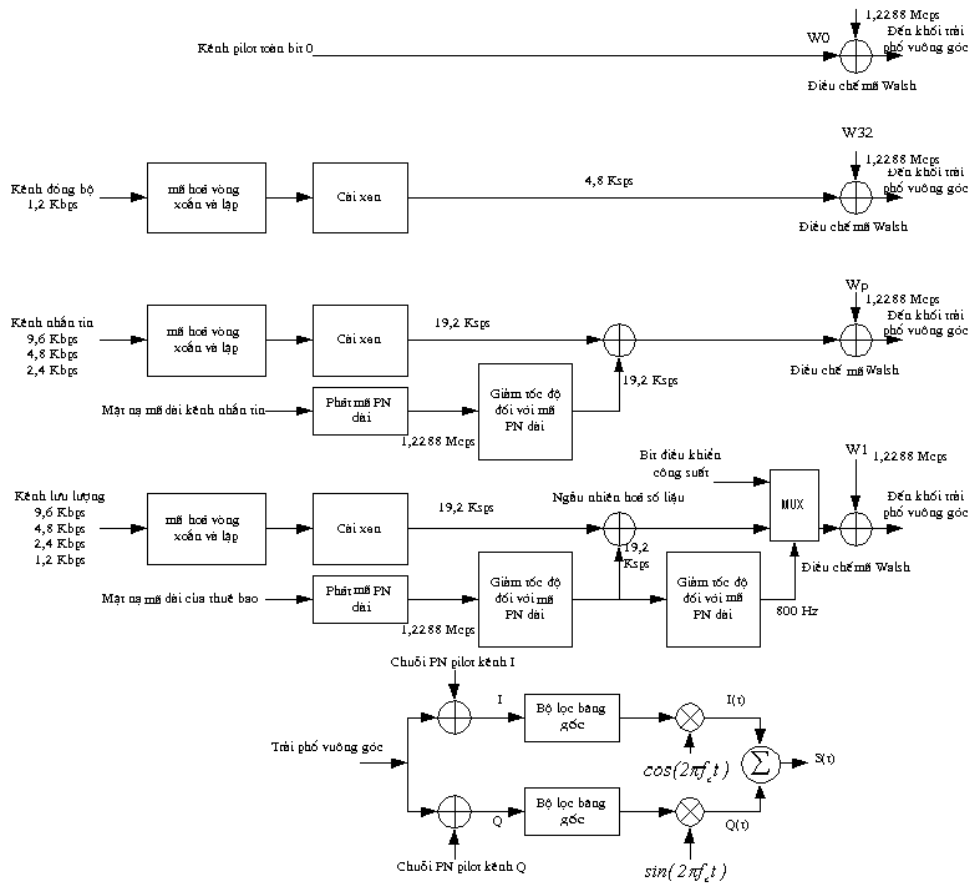 1,2288 Mcps
Kênh pilot toàn bit 0
W0
Đến khối trải
phổ vuông góc
Điều chế mã Walsh
W32
1,2288 Mcps
Kênh đồng bộ
1,2 Kbps
mã hoá vòng
xoắn và lặp
Cài xen
4,8 Ksps
Đến khối trải
phổ vuông góc
Điều chế mã Walsh
Wp
1,2288 Mcps
Kênh nhắn tin
9,6 Kbps
4,8 Kbps
2,4 Kbps
mã hoá vòng
xoắn và lặp
Cài xen
19,2 Ksps
Đến khối trải
phổ vuông góc
Điều chế mã Walsh
19,2 Ksps
Mặt nạ mã dài kênh nhắn tin
Phát mã PN
dài
1,2288 Mcps
Giảm tốc độ
đối với mã
PN dài
Bit điều khiển
công suất
W1
1,2288 Mcps
Kênh lưu lượng
9,6 Kbps
4,8 Kbps
2,4 Kbps
1,2 Kbps
mã hoá vòng
xoắn và lặp
Cài xen
19,2 Ksps
Ngẫu nhiên hoá số liệu
MUX
Đến khối trải
phổ vuông góc
Điều chế mã Walsh
19,2
Ksps
Mặt nạ mã dài của thuê bao
Phát mã PN
dài
1,2288 Mcps
Giảm tốc độ
đối với mã
PN dài
Giảm tốc độ
đối với mã
PN dài
800 Hz
Chuỗi PN pilot kênh I
I
Bộ lọc băng
gốc
I(t)
Trải phổ vuông góc
cos(2πf_c t)
Σ
S(t)
Q
Bộ lọc băng
gốc
Q(t)
Chuỗi PN pilot kênh Q
sin(2πf_c t)